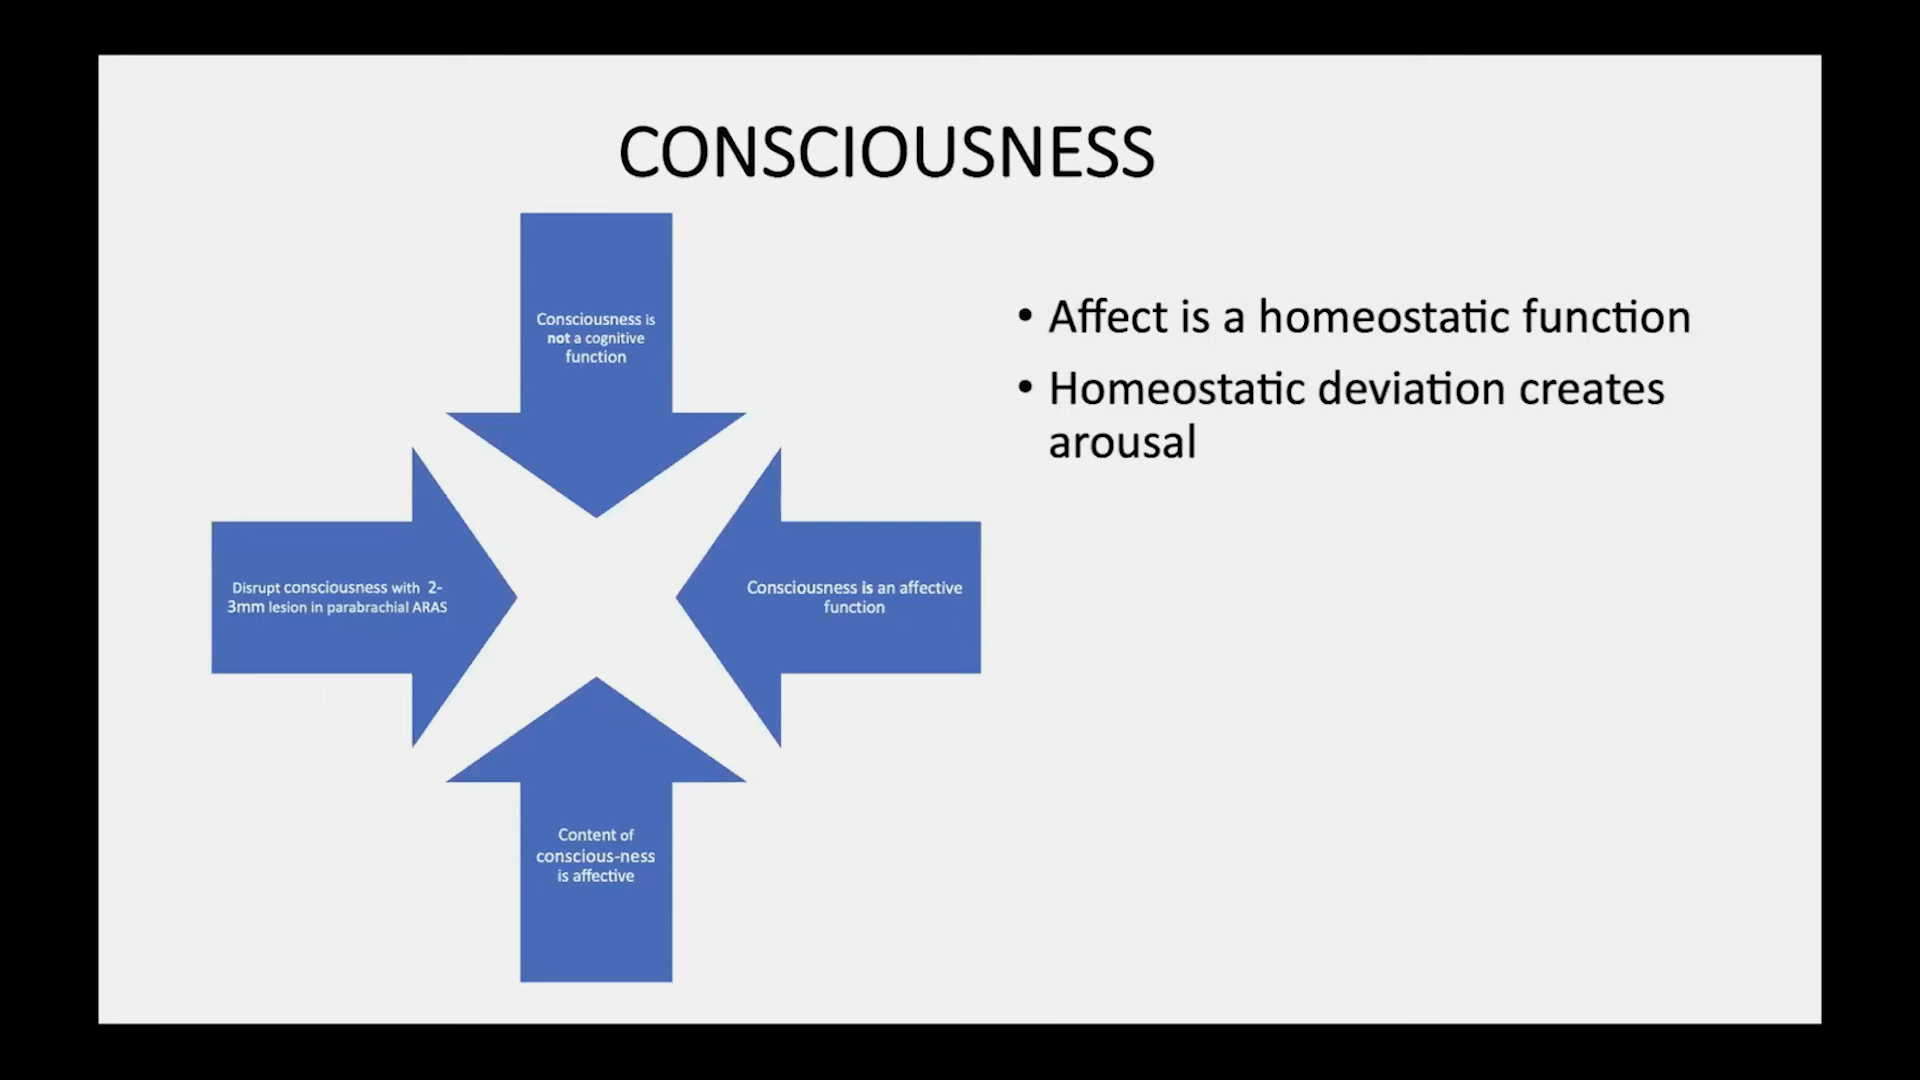 CONSCIOUSNESS
Consciousness is
not a cognitive
function
Disrupt consciousness with 2-
3mm lesion in parabrachial ARAS
Consciousness is an affective
function
Content of
conscious-ness
is affective
• Affect is a homeostatic function
• Homeostatic deviation creates
arousal